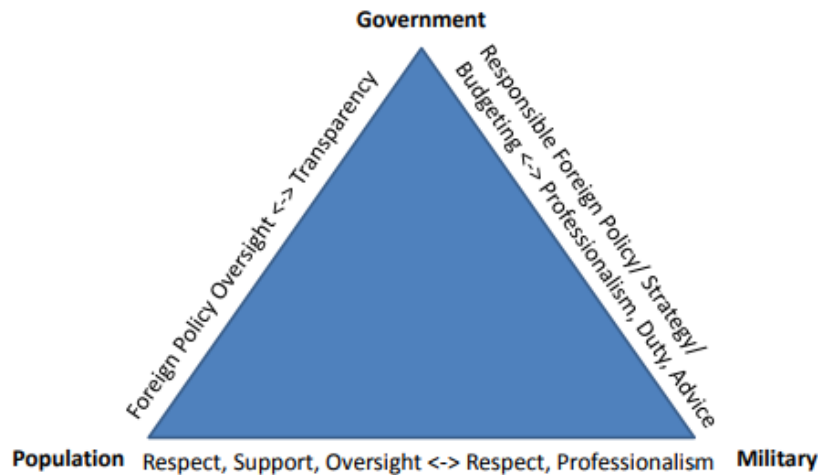 Government
Foreign Policy Oversight <-> Transparency
Responsible Foreign Policy/ Strategy/
Budgeting <-> Professionalism, Duty, Advice
Population
Respect, Support, Oversight <-> Respect, Professionalism
Military